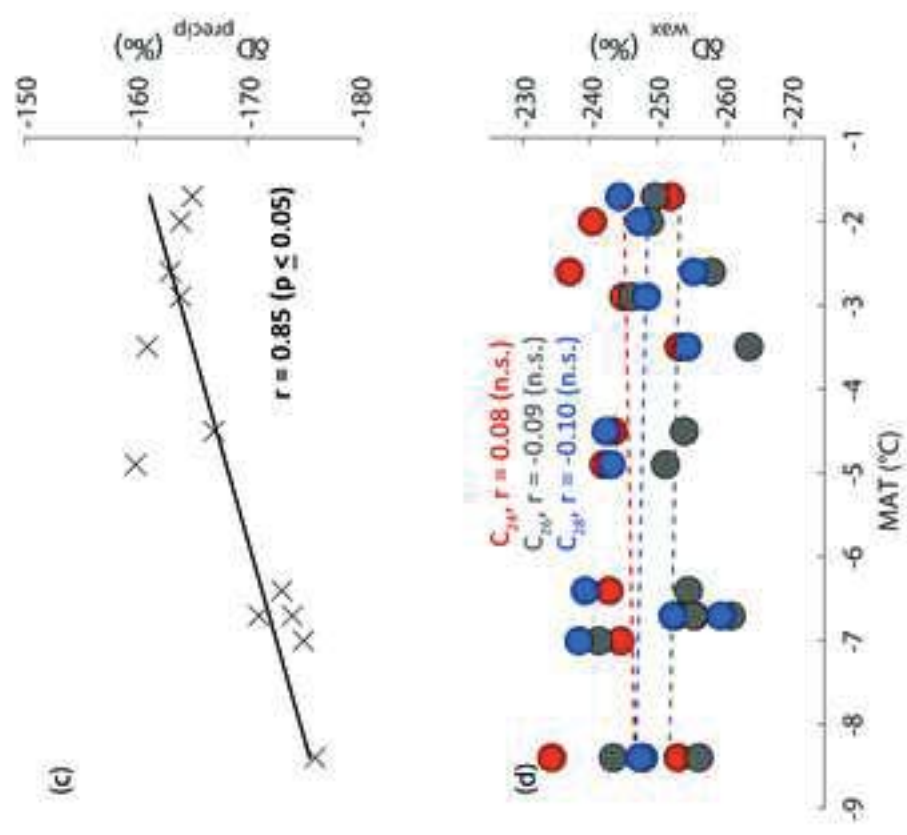 (c)
δD precip (‰)
-150
-160
-170
-180
r = 0.85 (p ≤ 0.05)
(d)
δD wax (‰)
-230
-240
-250
-260
-270
C₂₄, r = 0.08 (n.s.)
C₂₆, r = -0.09 (n.s.)
C₂₈, r = -0.10 (n.s.)
-9 -8 -7 -6 -5 -4 -3 -2 -1
MAT (°C)